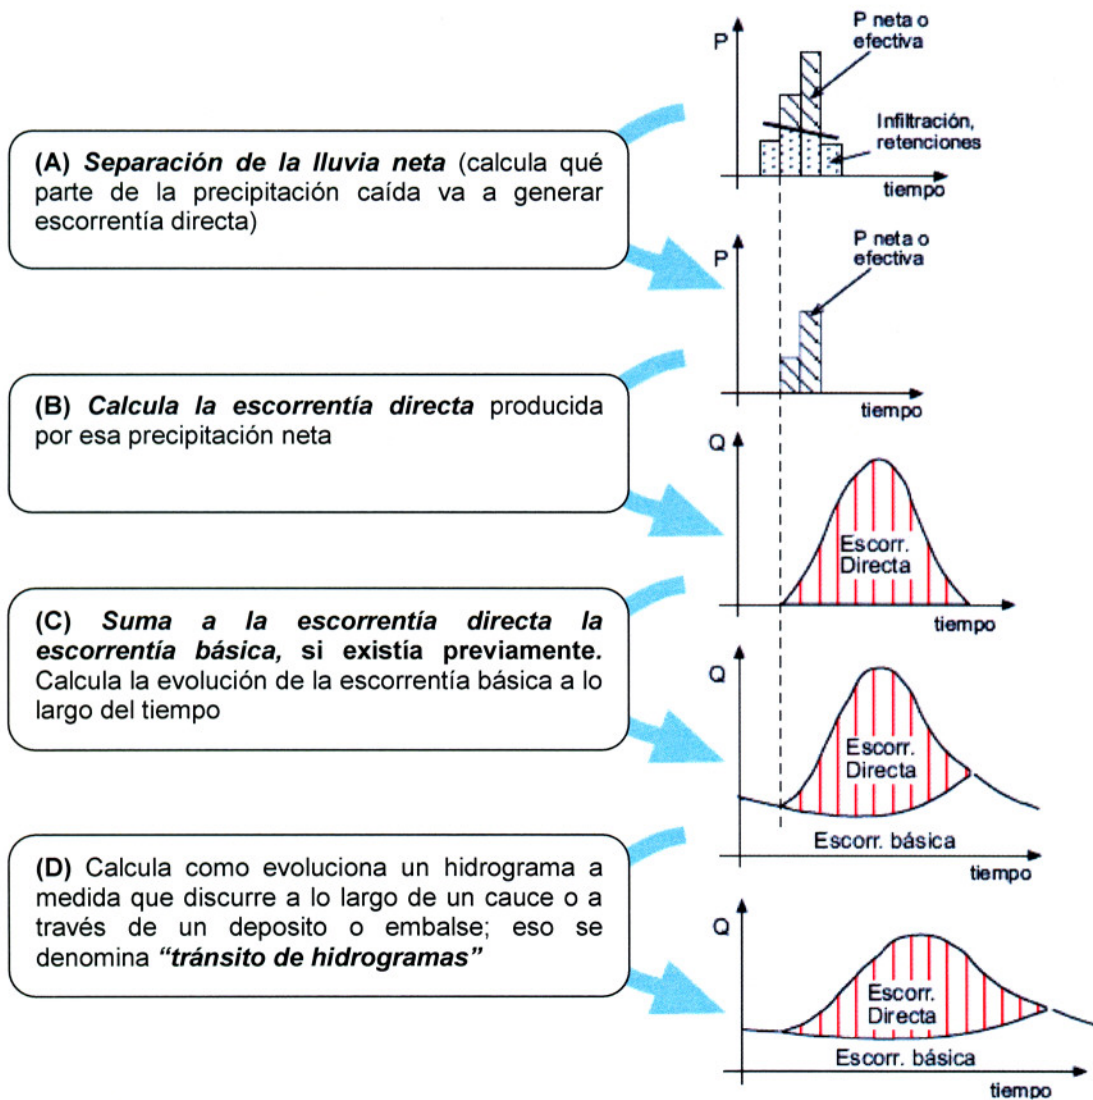 P
P neta o
efectiva
Infiltración,
retenciones
tiempo
(A) Separación de la lluvia neta (calcula qué
parte de la precipitación caída va a generar
escorrentía directa)
P
P neta o
efectiva
tiempo
(B) Calcula la escorrentía directa producida
por esa precipitación neta
Q
Escorr.
Directa
tiempo
(C) Suma a la escorrentía directa la
escorrentía básica, si existía previamente.
Calcula la evolución de la escorrentía básica a lo
largo del tiempo
Q
Escorr.
Directa
Escorr. básica
tiempo
(D) Calcula como evoluciona un hidrograma a
medida que discurre a lo largo de un cauce o a
través de un deposito o embalse; eso se
denomina “tránsito de hidrogramas”
Q
Escorr.
Directa
Escorr. básica
tiempo